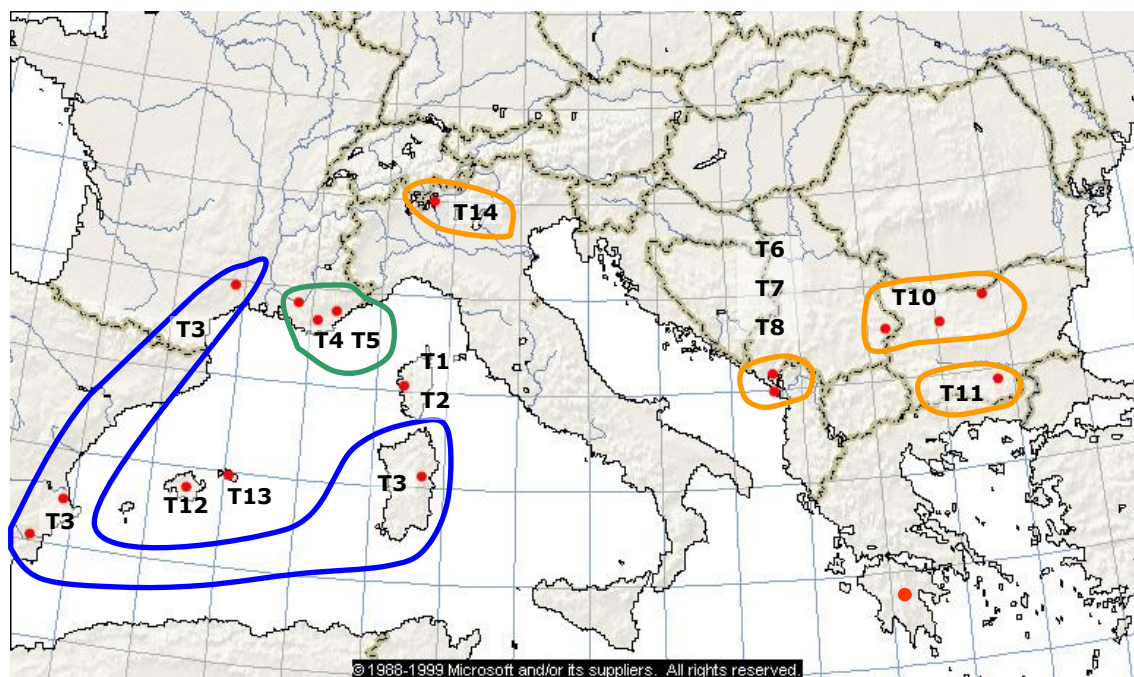 T14
T6
T7
T8
T10
T3
T4 T5
T1
T2
T11
T3
T12
T13
T3
© 1988-1999 Microsoft and/or its suppliers. All rights reserved.